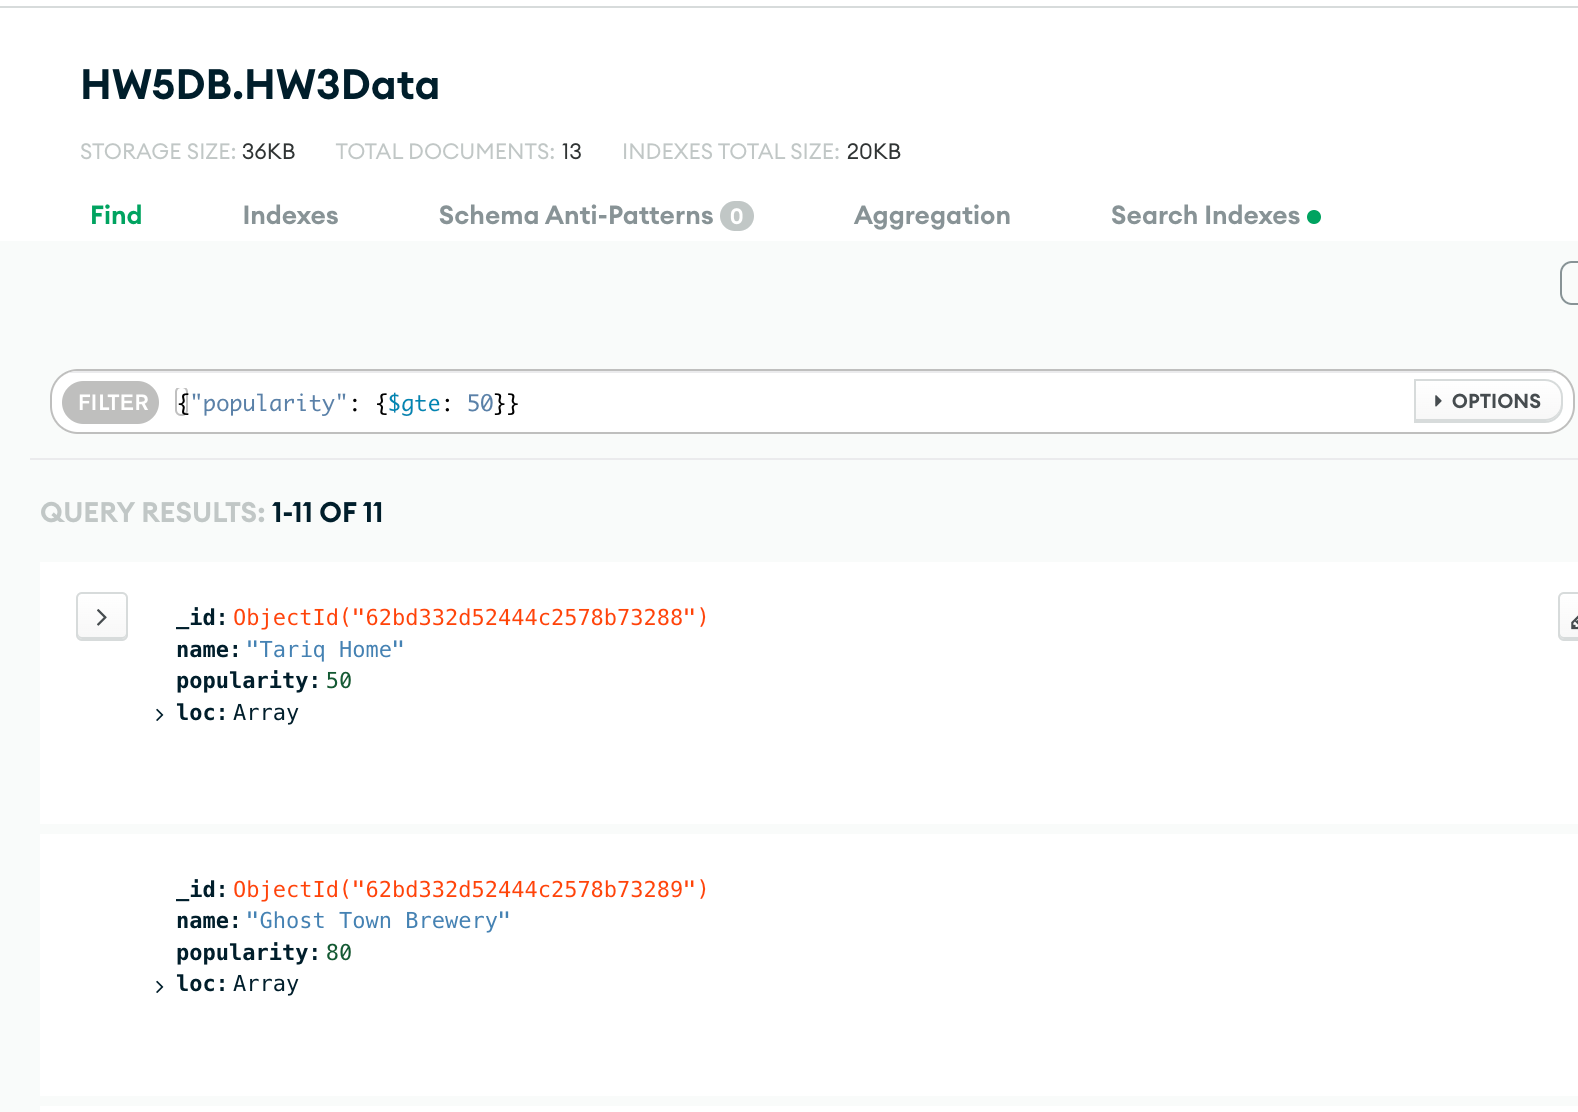 HW5DB.HW3Data
STORAGE SIZE: 36KB TOTAL DOCUMENTS: 13 INDEXES TOTAL SIZE: 20KB
Find Indexes Schema Anti-Patterns 0 Aggregation Search Indexes
FILTER {"popularity": {$gte: 50}} OPTIONS
QUERY RESULTS: 1-11 OF 11
_id: ObjectId("62bd332d52444c2578b73288")
name: "Tariq Home"
popularity: 50
loc: Array
_id: ObjectId("62bd332d52444c2578b73289")
name: "Ghost Town Brewery"
popularity: 80
loc: Array